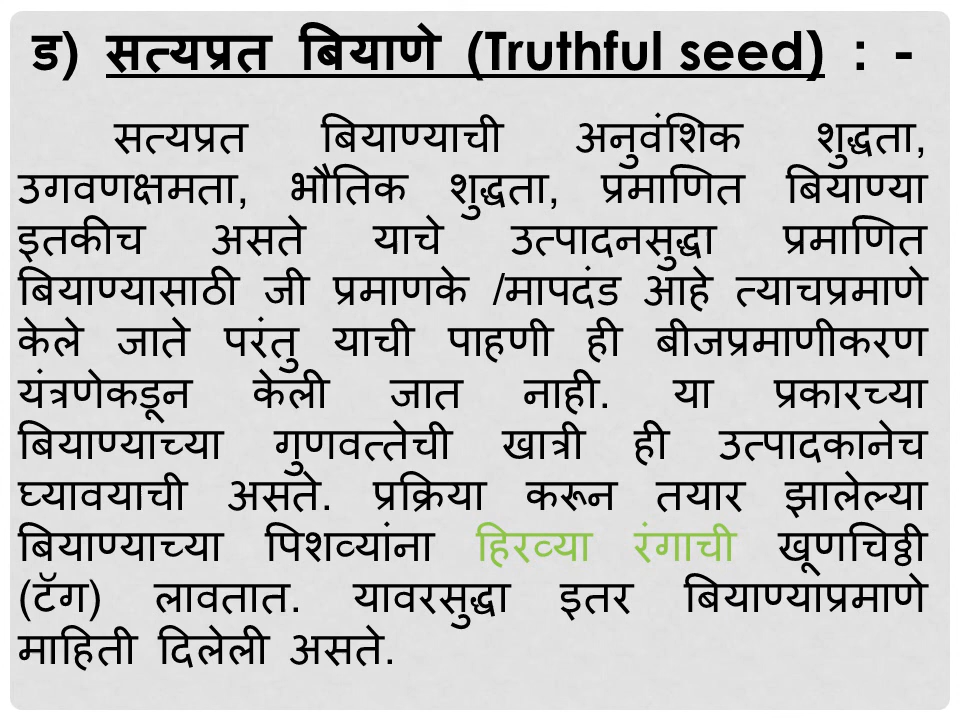 ड) सत्यप्रत बियाणे (Truthful seed) : -
सत्यप्रत बियाण्याची अनुवंशिक शुद्धता,
उगवणक्षमता, भौतिक शुद्धता, प्रमाणित बियाण्या
इतकीच असते याचे उत्पादनसुद्धा प्रमाणित
बियाण्यासाठी जी प्रमाणके /मापदंड आहे त्याचप्रमाणे
केले जाते परंतु याची पाहणी ही बीजप्रमाणीकरण
यंत्रणेकडून केली जात नाही. या प्रकारच्या
बियाण्याच्या गुणवत्तेची खात्री ही उत्पादकानेच
घ्यावयाची असते. प्रक्रिया करून तयार झालेल्या
बियाण्याच्या पिशव्यांना हिरव्या रंगाची खूणचिठ्ठी
(टॅग) लावतात. यावरसुद्धा इतर बियाण्याप्रमाणे
माहिती दिलेली असते.